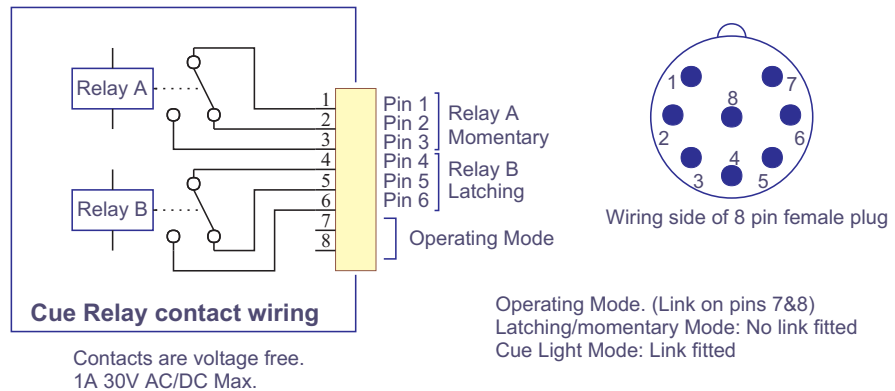 Relay A
Relay B
1
2
3
4
5
6
7
8
Pin 1
Pin 2
Pin 3
Pin 4
Pin 5
Pin 6
Relay A
Momentary
Relay B
Latching
Operating Mode
Cue Relay contact wiring
Contacts are voltage free.
1A 30V AC/DC Max.
1
7
8
2
6
4
3
5
Wiring side of 8 pin female plug
Operating Mode. (Link on pins 7&8)
Latching/momentary Mode: No link fitted
Cue Light Mode: Link fitted